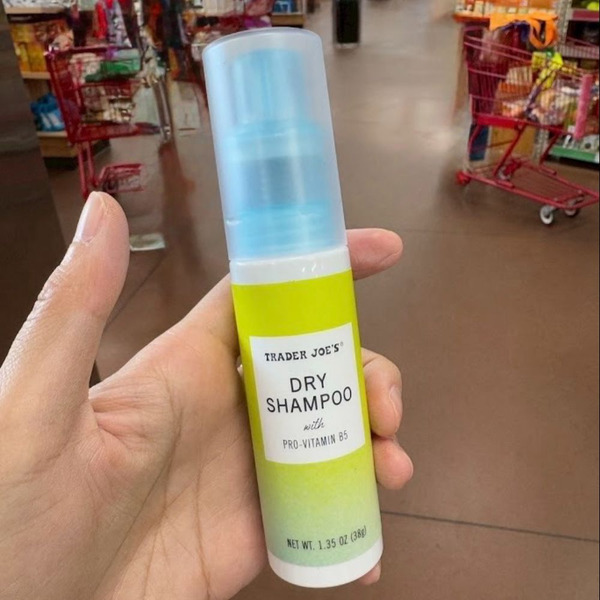 TRADER JOE'S®
DRY
SHAMPOO
with
PRO-VITAMIN B5
NET WT. 1.35 OZ (38g)